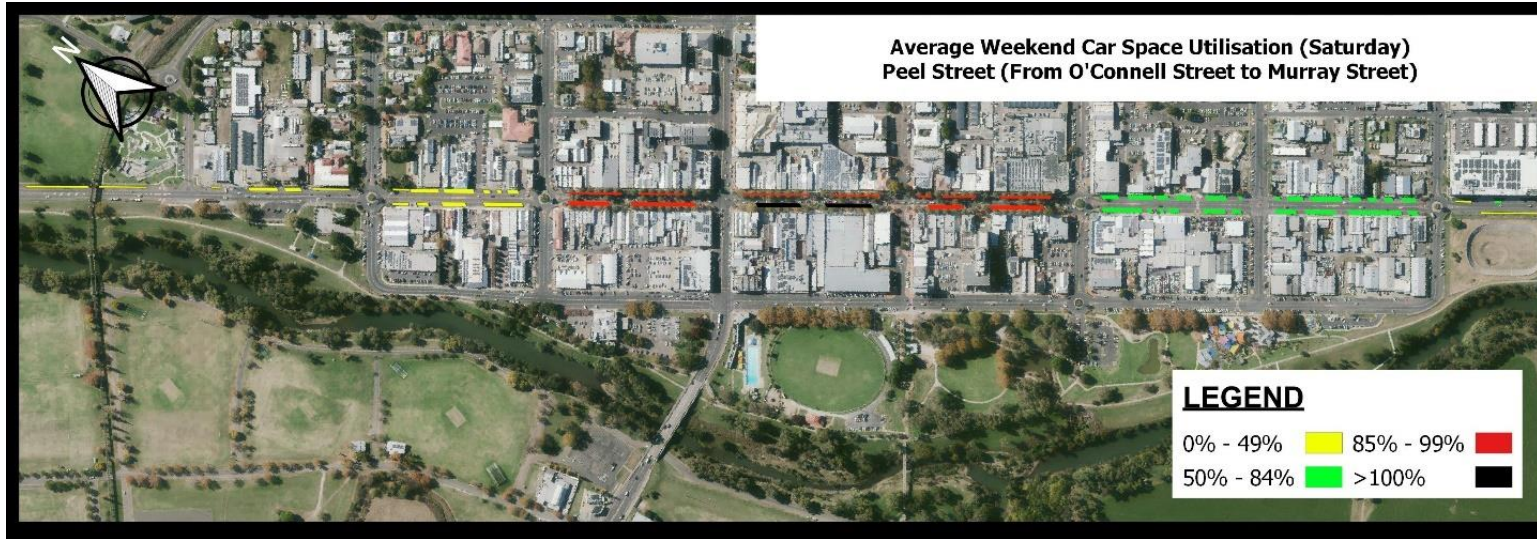 N
Average Weekend Car Space Utilisation (Saturday)
Peel Street (From O'Connell Street to Murray Street)
LEGEND
0% - 49%
85% - 99%
50% - 84%
>100%